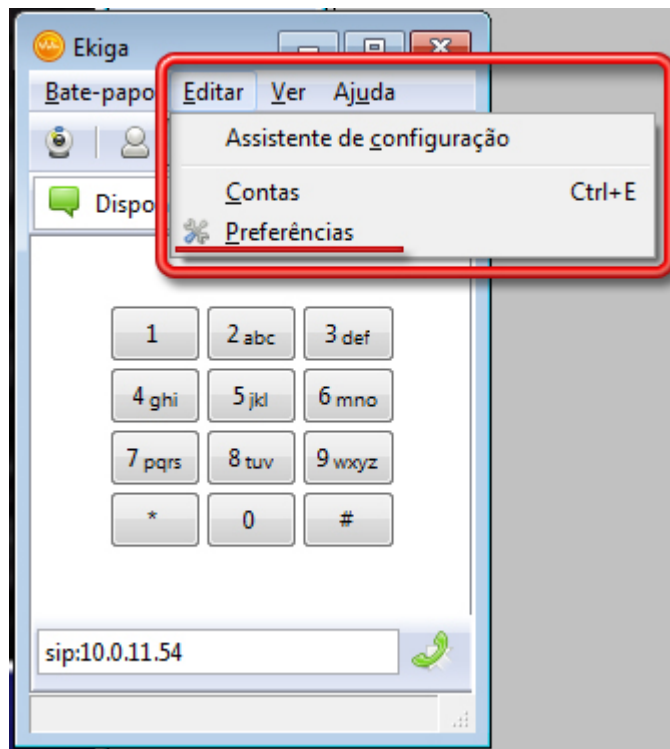 Ekiga
Bate-papo Editar Ver Ajuda
Assistente de configuração
Contas Ctrl+E
Preferências
1 2 abc 3 def
4 ghi 5 jkl 6 mno
7 pqrs 8 tuv 9 wxyz
* 0 #
sip:10.0.11.54